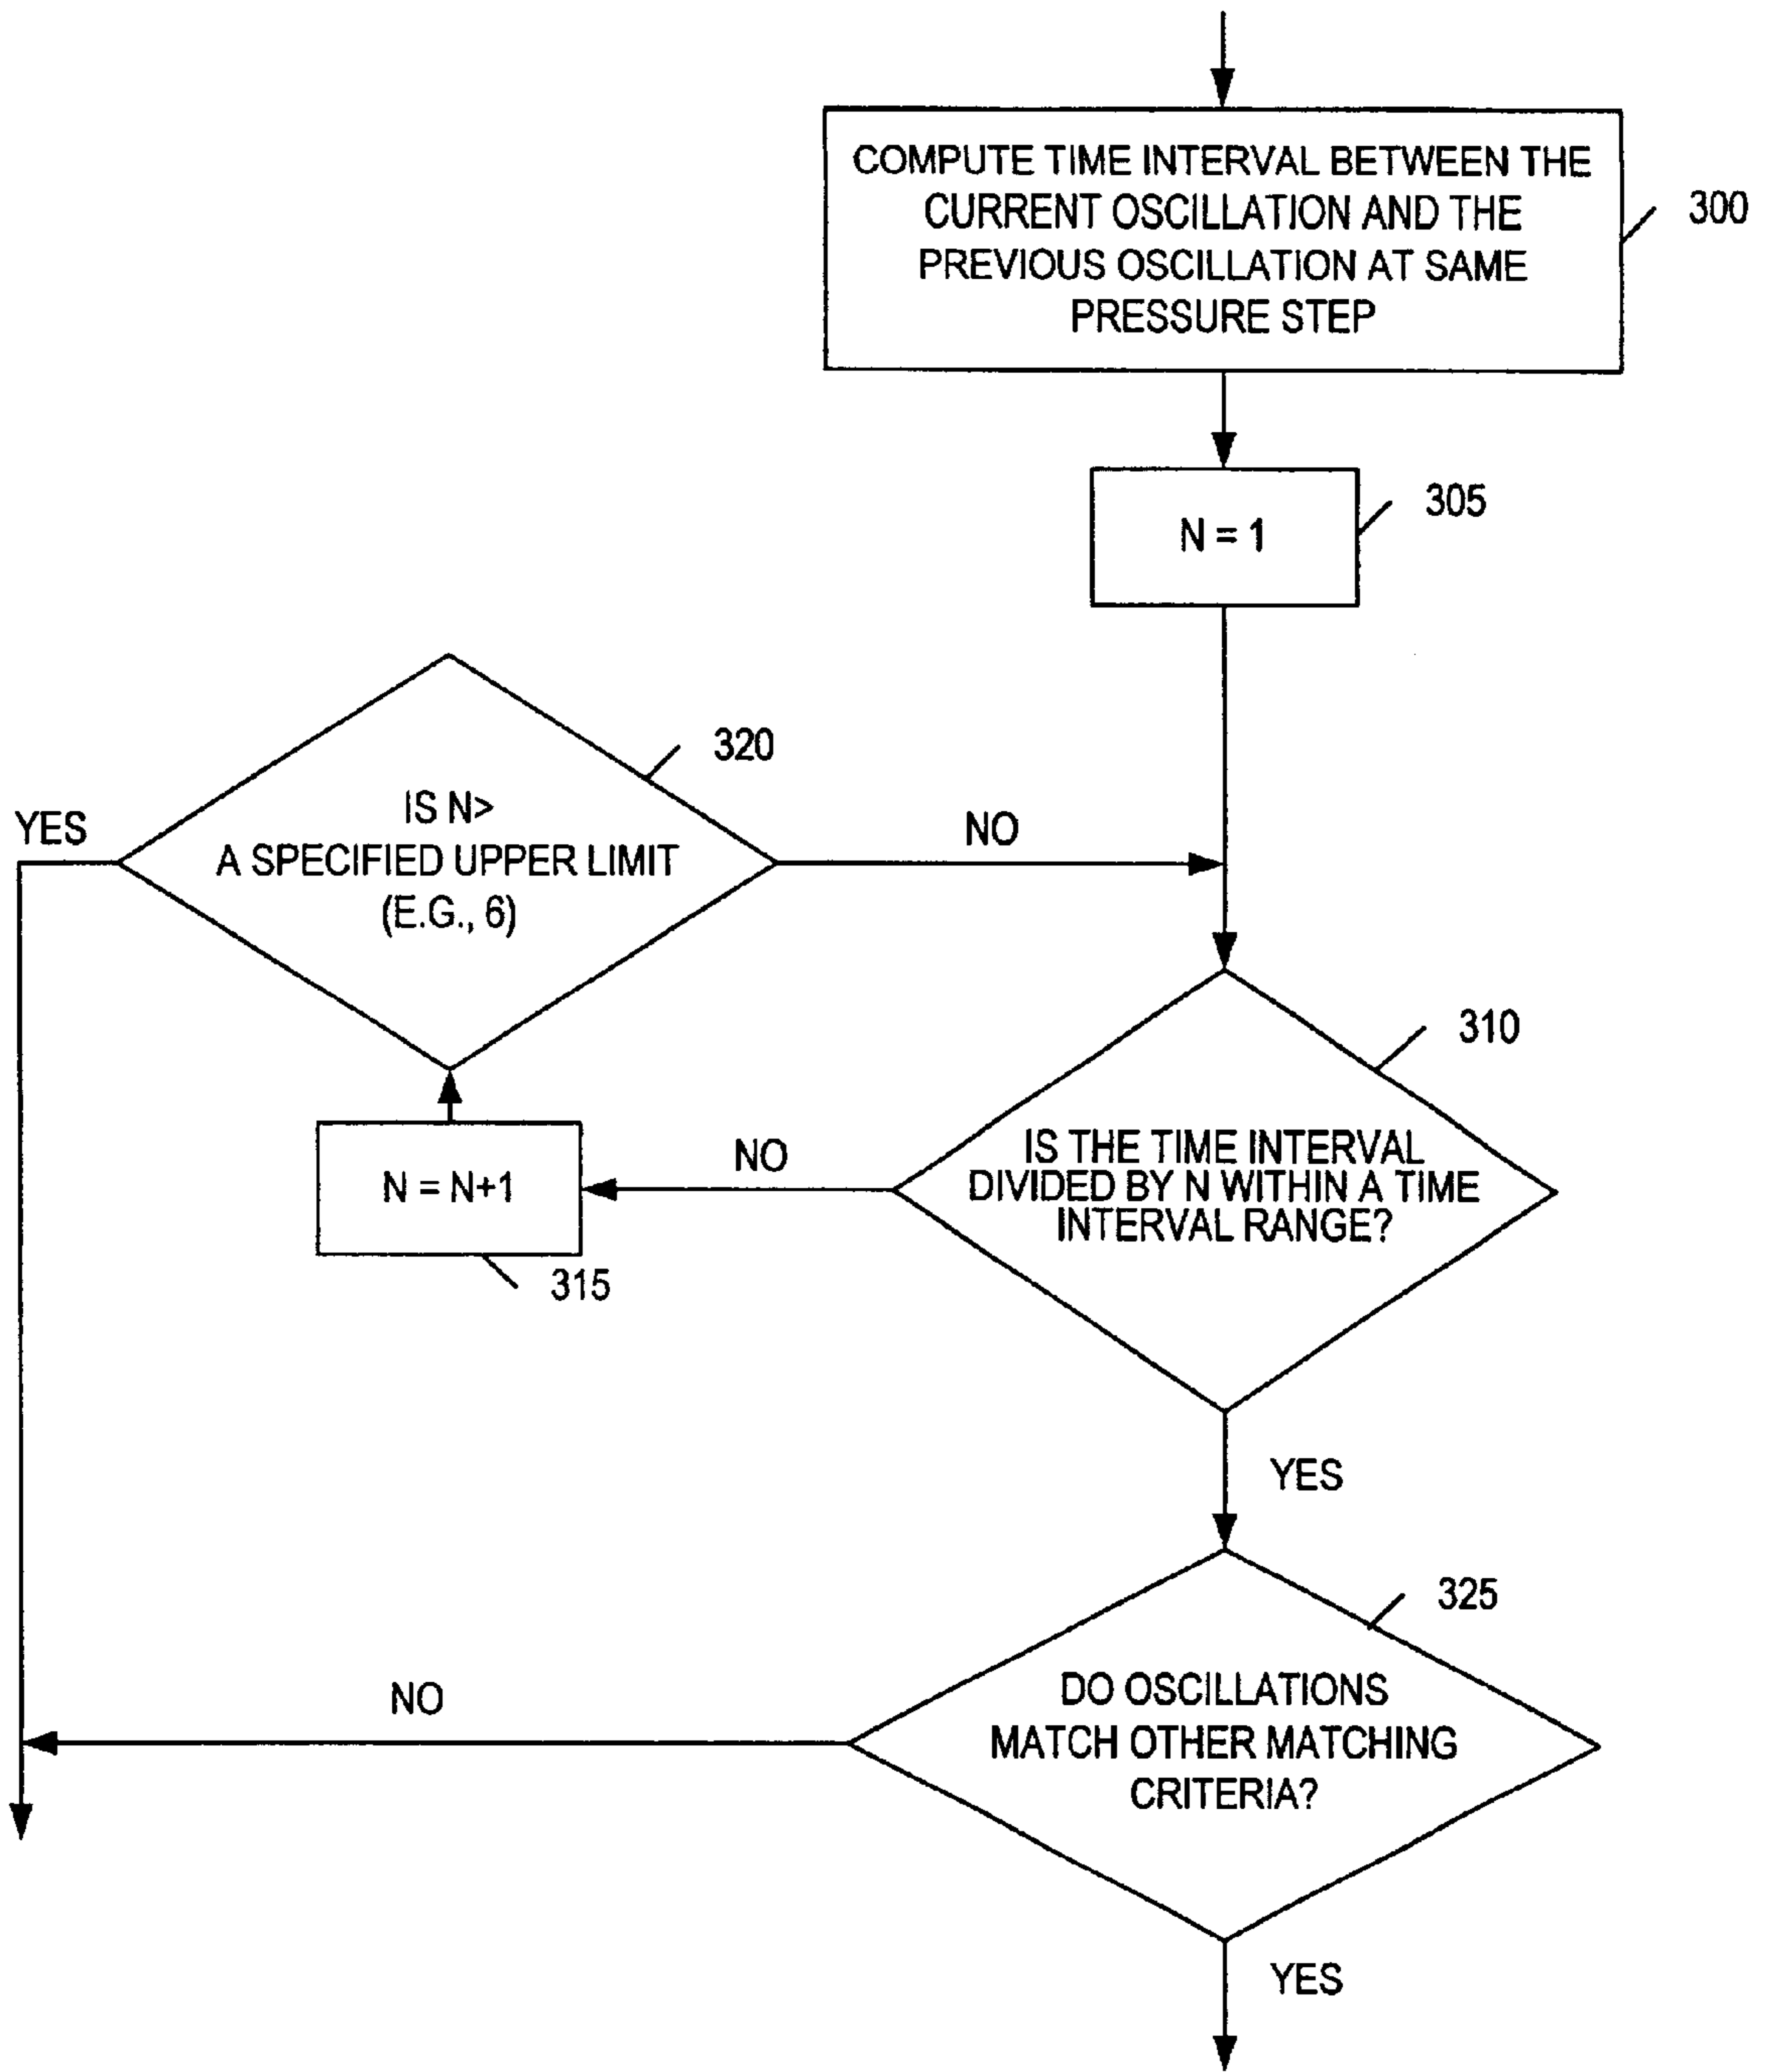 COMPUTE TIME INTERVAL BETWEEN THE
CURRENT OSCILLATION AND THE
PREVIOUS OSCILLATION AT SAME
PRESSURE STEP
300
N = 1
305
320
IS N>
A SPECIFIED UPPER LIMIT
(E.G., 6)
YES
NO
310
IS THE TIME INTERVAL
DIVIDED BY N WITHIN A TIME
INTERVAL RANGE?
NO
N = N+1
315
YES
325
DO OSCILLATIONS
MATCH OTHER MATCHING
CRITERIA?
NO
YES